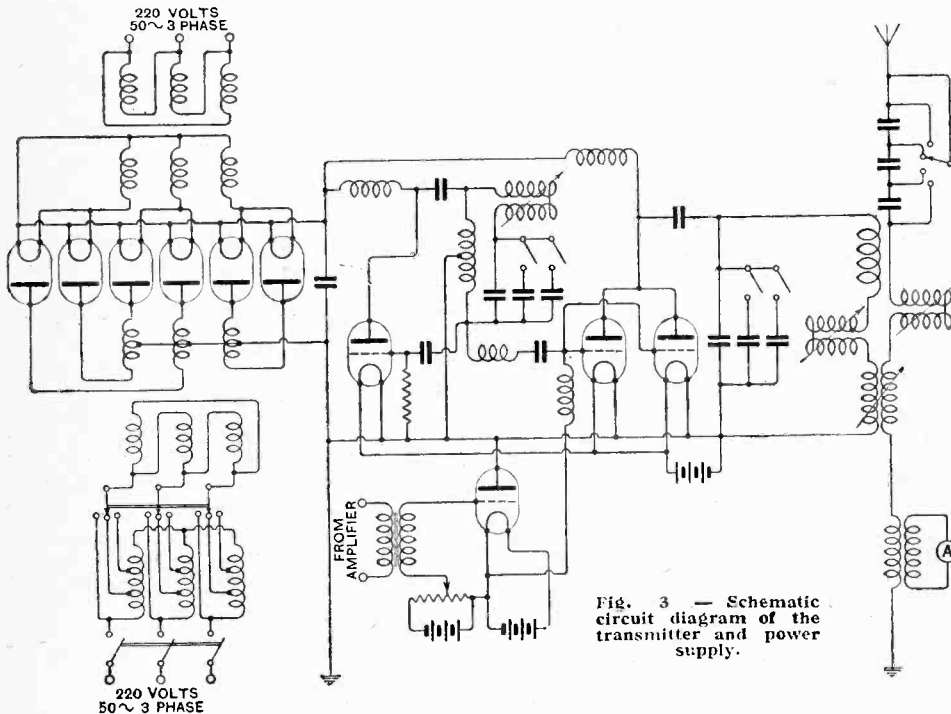 220 VOLTS
50~ 3 PHASE
FROM
AMPLIFIER
A
Fig. 3 — Schematic
circuit diagram of the
transmitter and power
supply.
220 VOLTS
50~ 3 PHASE